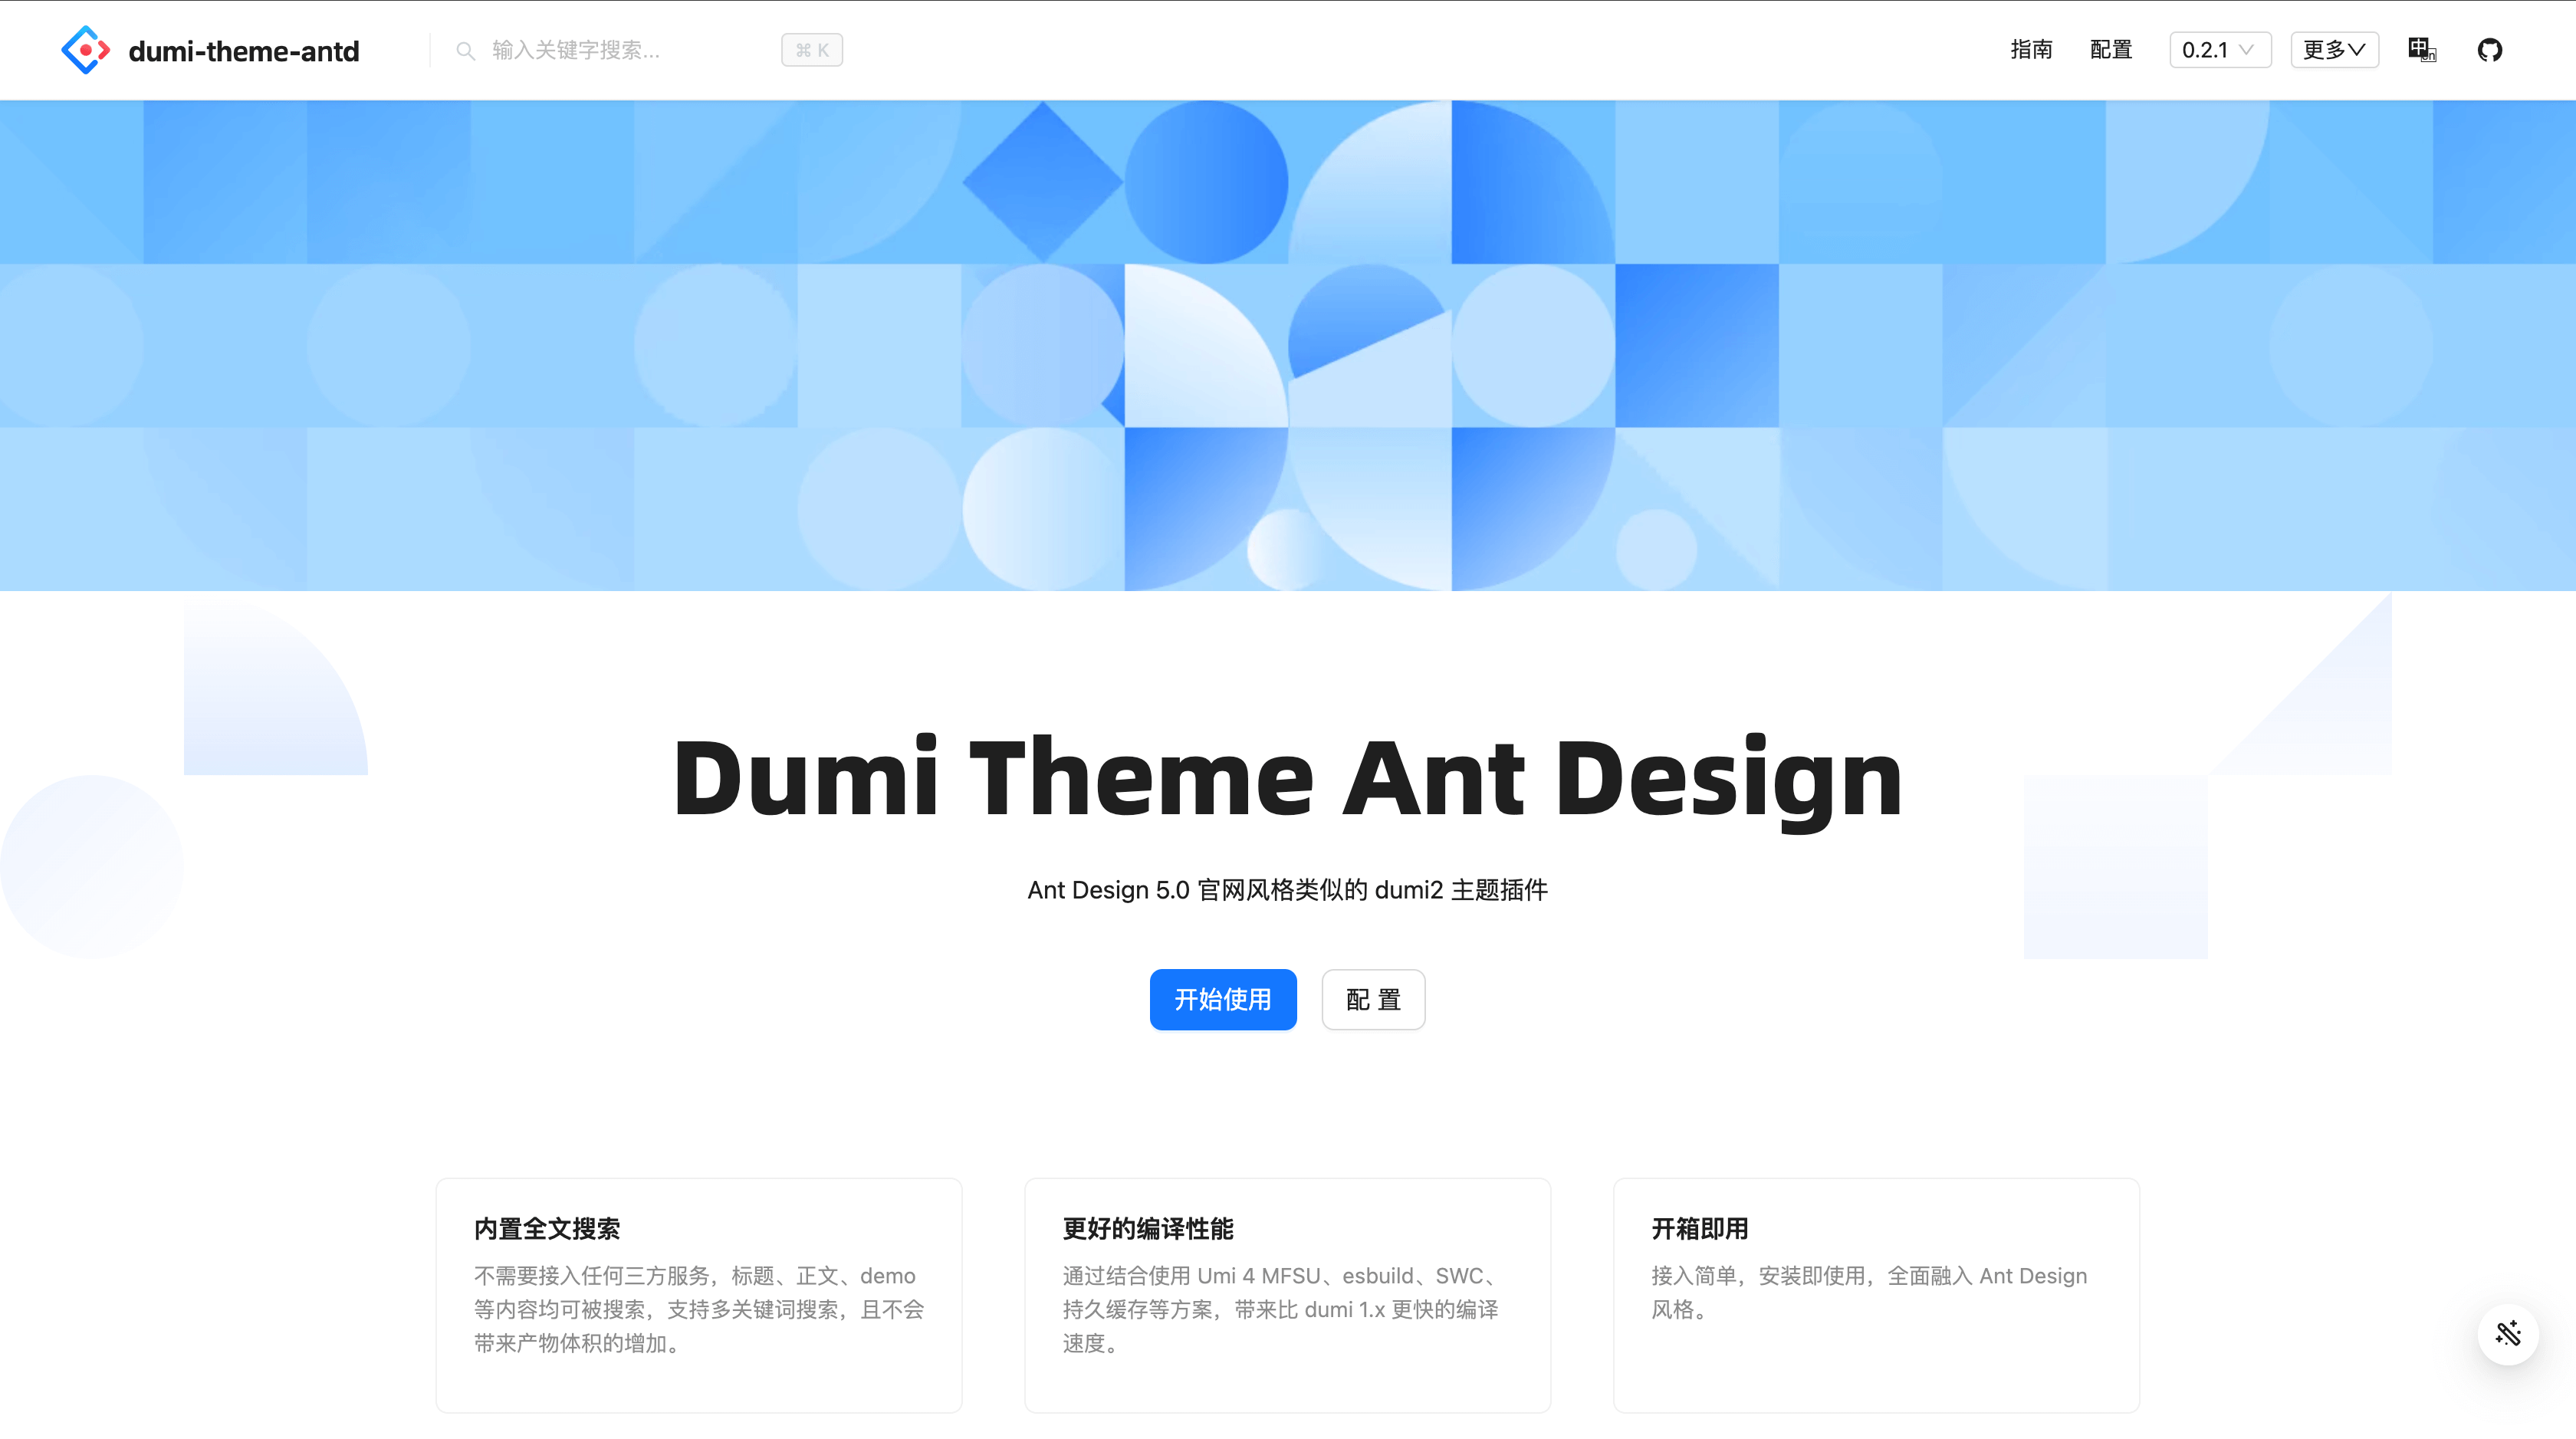 dumi-theme-antd
输入关键字搜索...
⌘ K
指南
配置
0.2.1
更多
中
en
Dumi Theme Ant Design
Ant Design 5.0 官网风格类似的 dumi2 主题插件
开始使用
配 置
内置全文搜索
不需要接入任何三方服务，标题、正文、demo
等内容均可被搜索，支持多关键词搜索，且不会
带来产物体积的增加。
更好的编译性能
通过结合使用 Umi 4 MFSU、esbuild、SWC、
持久缓存等方案，带来比 dumi 1.x 更快的编译
速度。
开箱即用
接入简单，安装即使用，全面融入 Ant Design
风格。